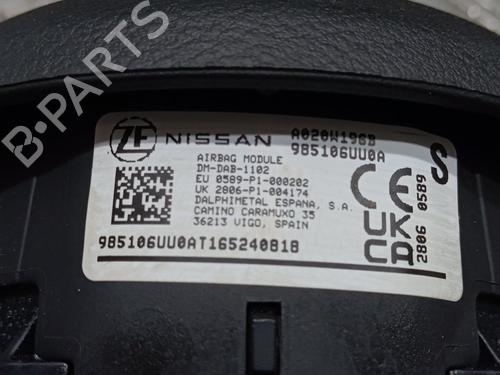 B-PARTS
ZF NISSAN
A020W196B
985106UU0A
S
AIRBAG MODULE
DM-DAB-1102
EU 0589-P1-000202
UK 2806-P1-004174
DALPHIMETAL ESPANA, S.A.
CAMINO CARAMUXO 35
36213 VIGO, SPAIN
985106UU0AT165240818
CE
0589
UK
CA
2806